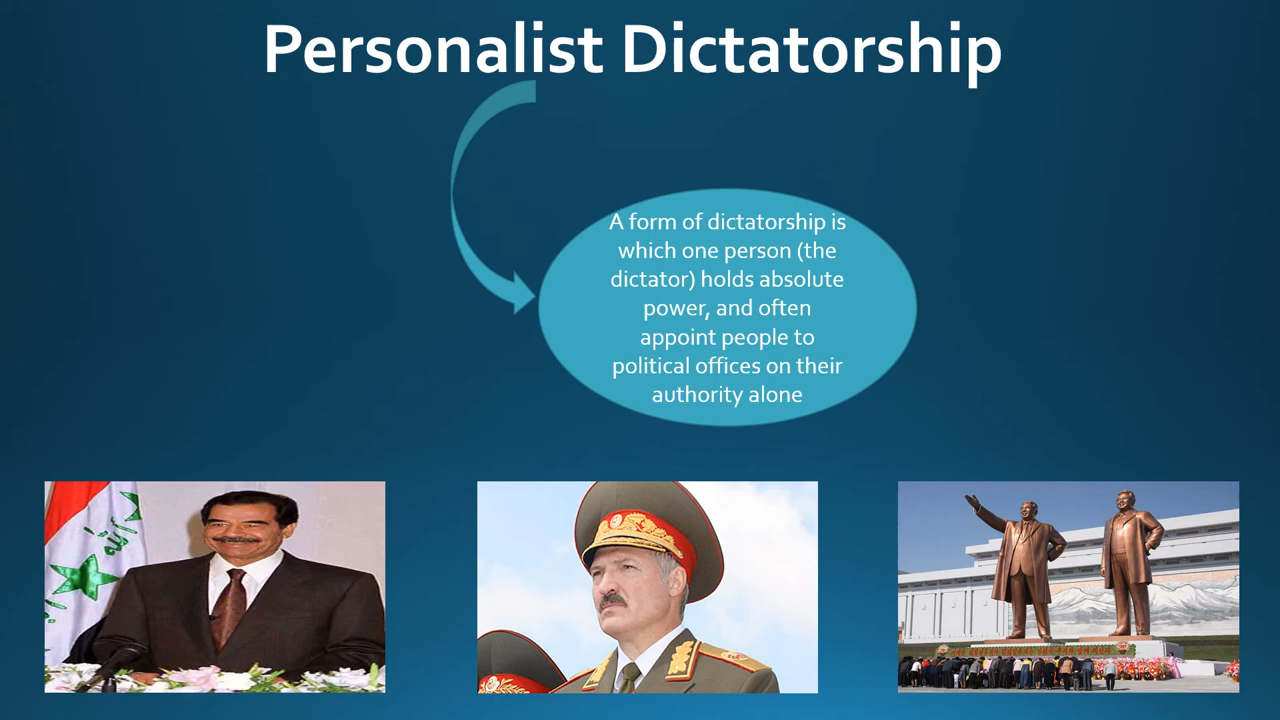 Personalist Dictatorship
A form of dictatorship is
which one person (the
dictator) holds absolute
power, and often
appoint people to
political offices on their
authority alone
الله